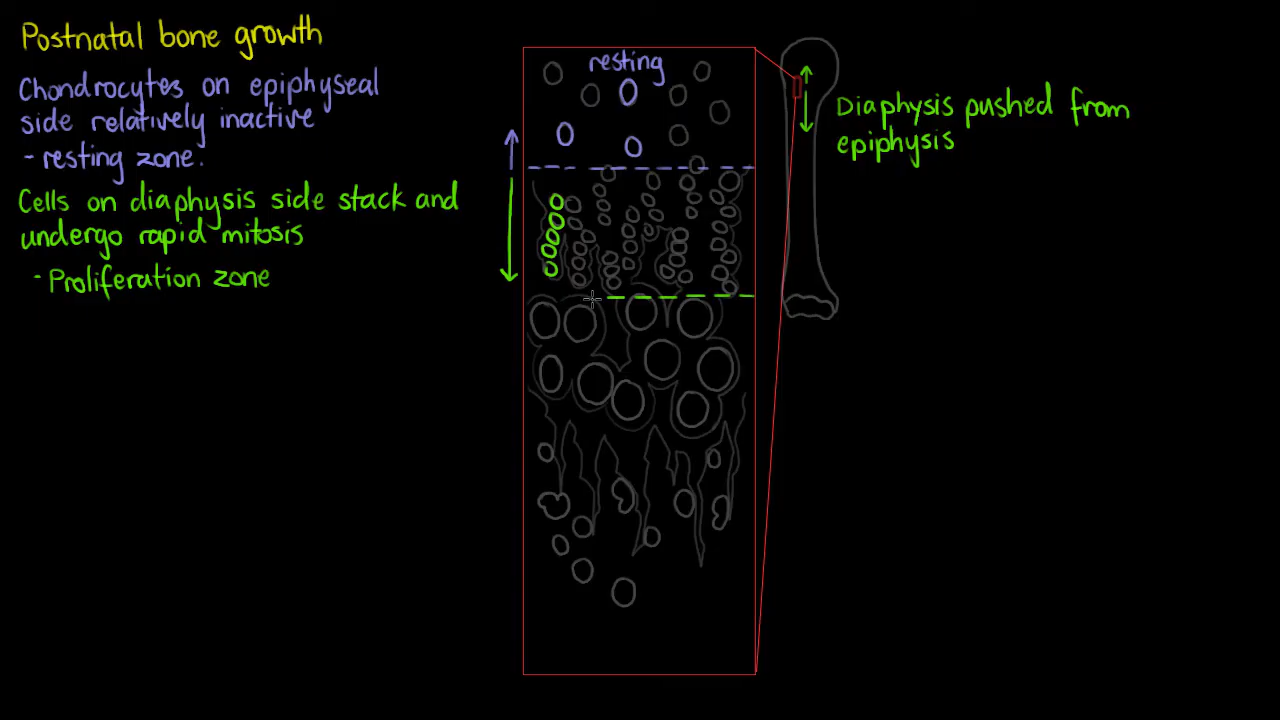 Postnatal bone growth
Chondrocytes on epiphyseal
side relatively inactive
- resting zone.
Cells on diaphysis side stack and
undergo rapid mitosis
- Proliferation zone
resting
Diaphysis pushed from
epiphysis